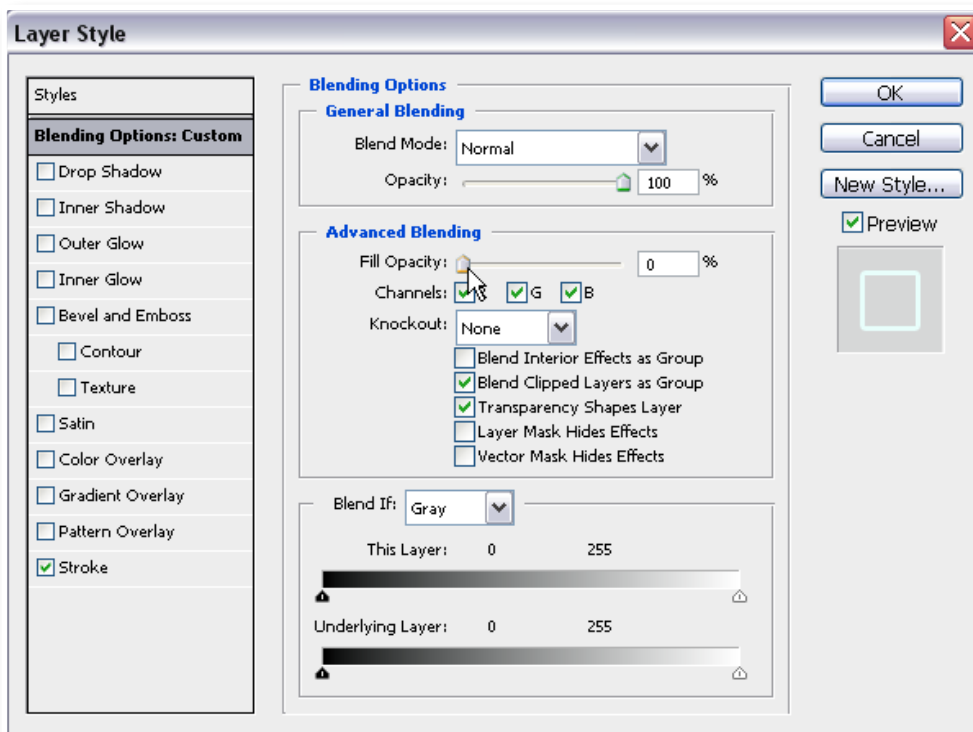 Layer Style
Styles
Blending Options: Custom
Drop Shadow
Inner Shadow
Outer Glow
Inner Glow
Bevel and Emboss
Contour
Texture
Satin
Color Overlay
Gradient Overlay
Pattern Overlay
Stroke
Blending Options
General Blending
Blend Mode: Normal
Opacity: 100 %
Advanced Blending
Fill Opacity: 0 %
Channels: G B
Knockout: None
Blend Interior Effects as Group
Blend Clipped Layers as Group
Transparency Shapes Layer
Layer Mask Hides Effects
Vector Mask Hides Effects
Blend If: Gray
This Layer: 0 255
Underlying Layer: 0 255
OK
Cancel
New Style...
Preview